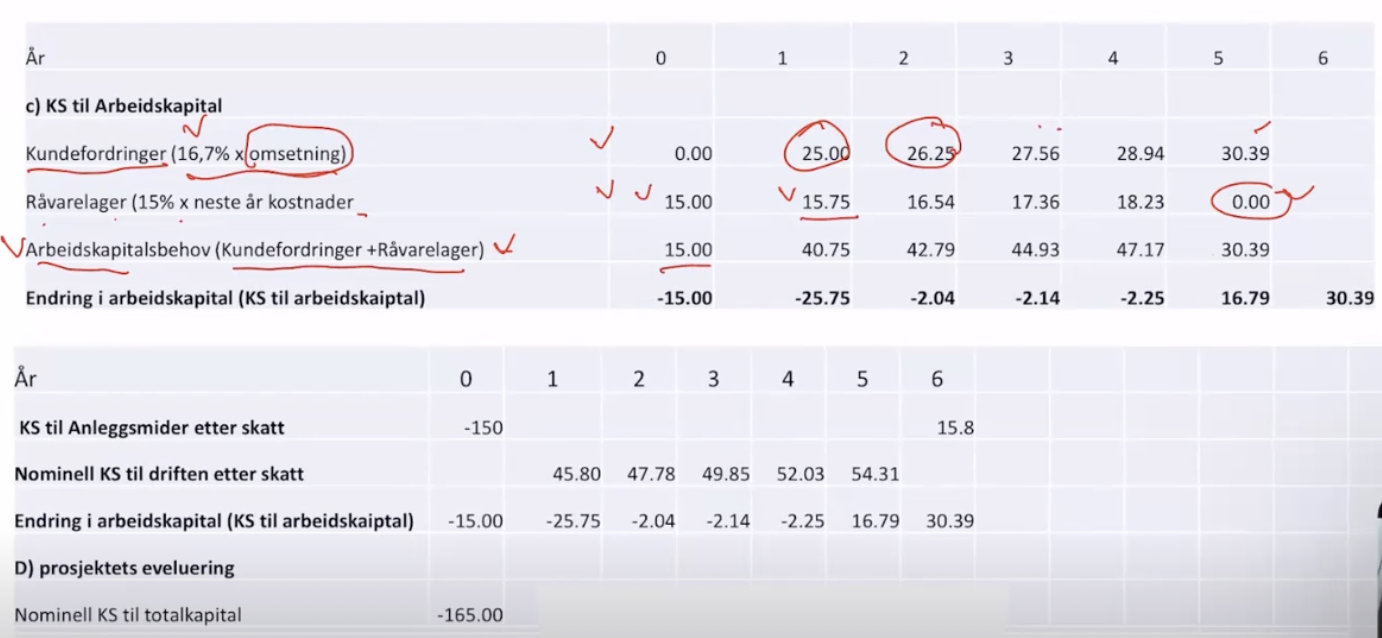 År 0 1 2 3 4 5 6
c) KS til Arbeidskapital
Kundefordringer (16,7% x omsetning) 0.00 25.00 26.25 27.56 28.94 30.39
Råvarelager (15% x neste år kostnader 15.00 15.75 16.54 17.36 18.23 0.00
Arbeidskapitalsbehov (Kundefordringer +Råvarelager) 15.00 40.75 42.79 44.93 47.17 30.39
Endring i arbeidskapital (KS til arbeidskaiptal) -15.00 -25.75 -2.04 -2.14 -2.25 16.79 30.39
År 0 1 2 3 4 5 6
KS til Anleggsmider etter skatt -150 15.8
Nominell KS til driften etter skatt 45.80 47.78 49.85 52.03 54.31
Endring i arbeidskapital (KS til arbeidskaiptal) -15.00 -25.75 -2.04 -2.14 -2.25 16.79 30.39
D) prosjektets eveluering
Nominell KS til totalkapital -165.00